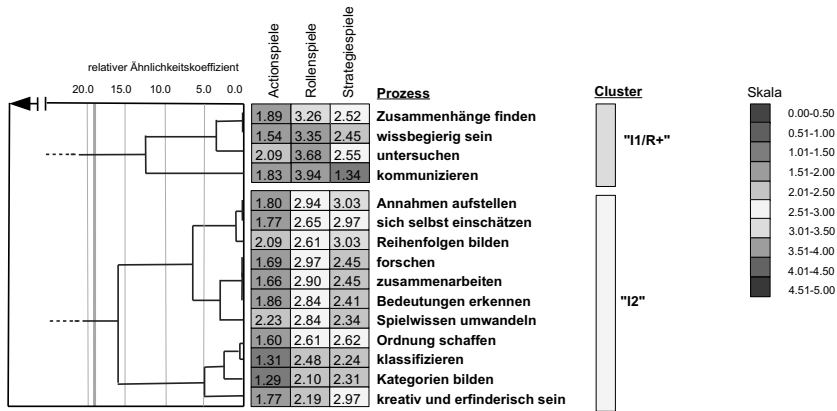 relativer Ähnlichkeitskoeffizient
20.0 15.0 10.0 5.0 0.0
Actionspiele
Rollenspiele
Strategiespiele
Prozess
Cluster
Skala
1.89 3.26 2.52 Zusammenhänge finden
1.54 3.35 2.45 wissbegierig sein
2.09 3.68 2.55 untersuchen
1.83 3.94 1.34 kommunizieren
"I1/R+"
1.80 2.94 3.03 Annahmen aufstellen
1.77 2.65 2.97 sich selbst einschätzen
2.09 2.61 3.03 Reihenfolgen bilden
1.69 2.97 2.45 forschen
1.66 2.90 2.45 zusammenarbeiten
1.86 2.84 2.41 Bedeutungen erkennen
2.23 2.84 2.34 Spielwissen umwandeln
1.60 2.61 2.62 Ordnung schaffen
1.31 2.48 2.24 klassifizieren
1.29 2.10 2.31 Kategorien bilden
1.77 2.19 2.97 kreativ und erfinderisch sein
"I2"
0.00-0.50
0.51-1.00
1.01-1.50
1.51-2.00
2.01-2.50
2.51-3.00
3.01-3.50
3.51-4.00
4.01-4.50
4.51-5.00